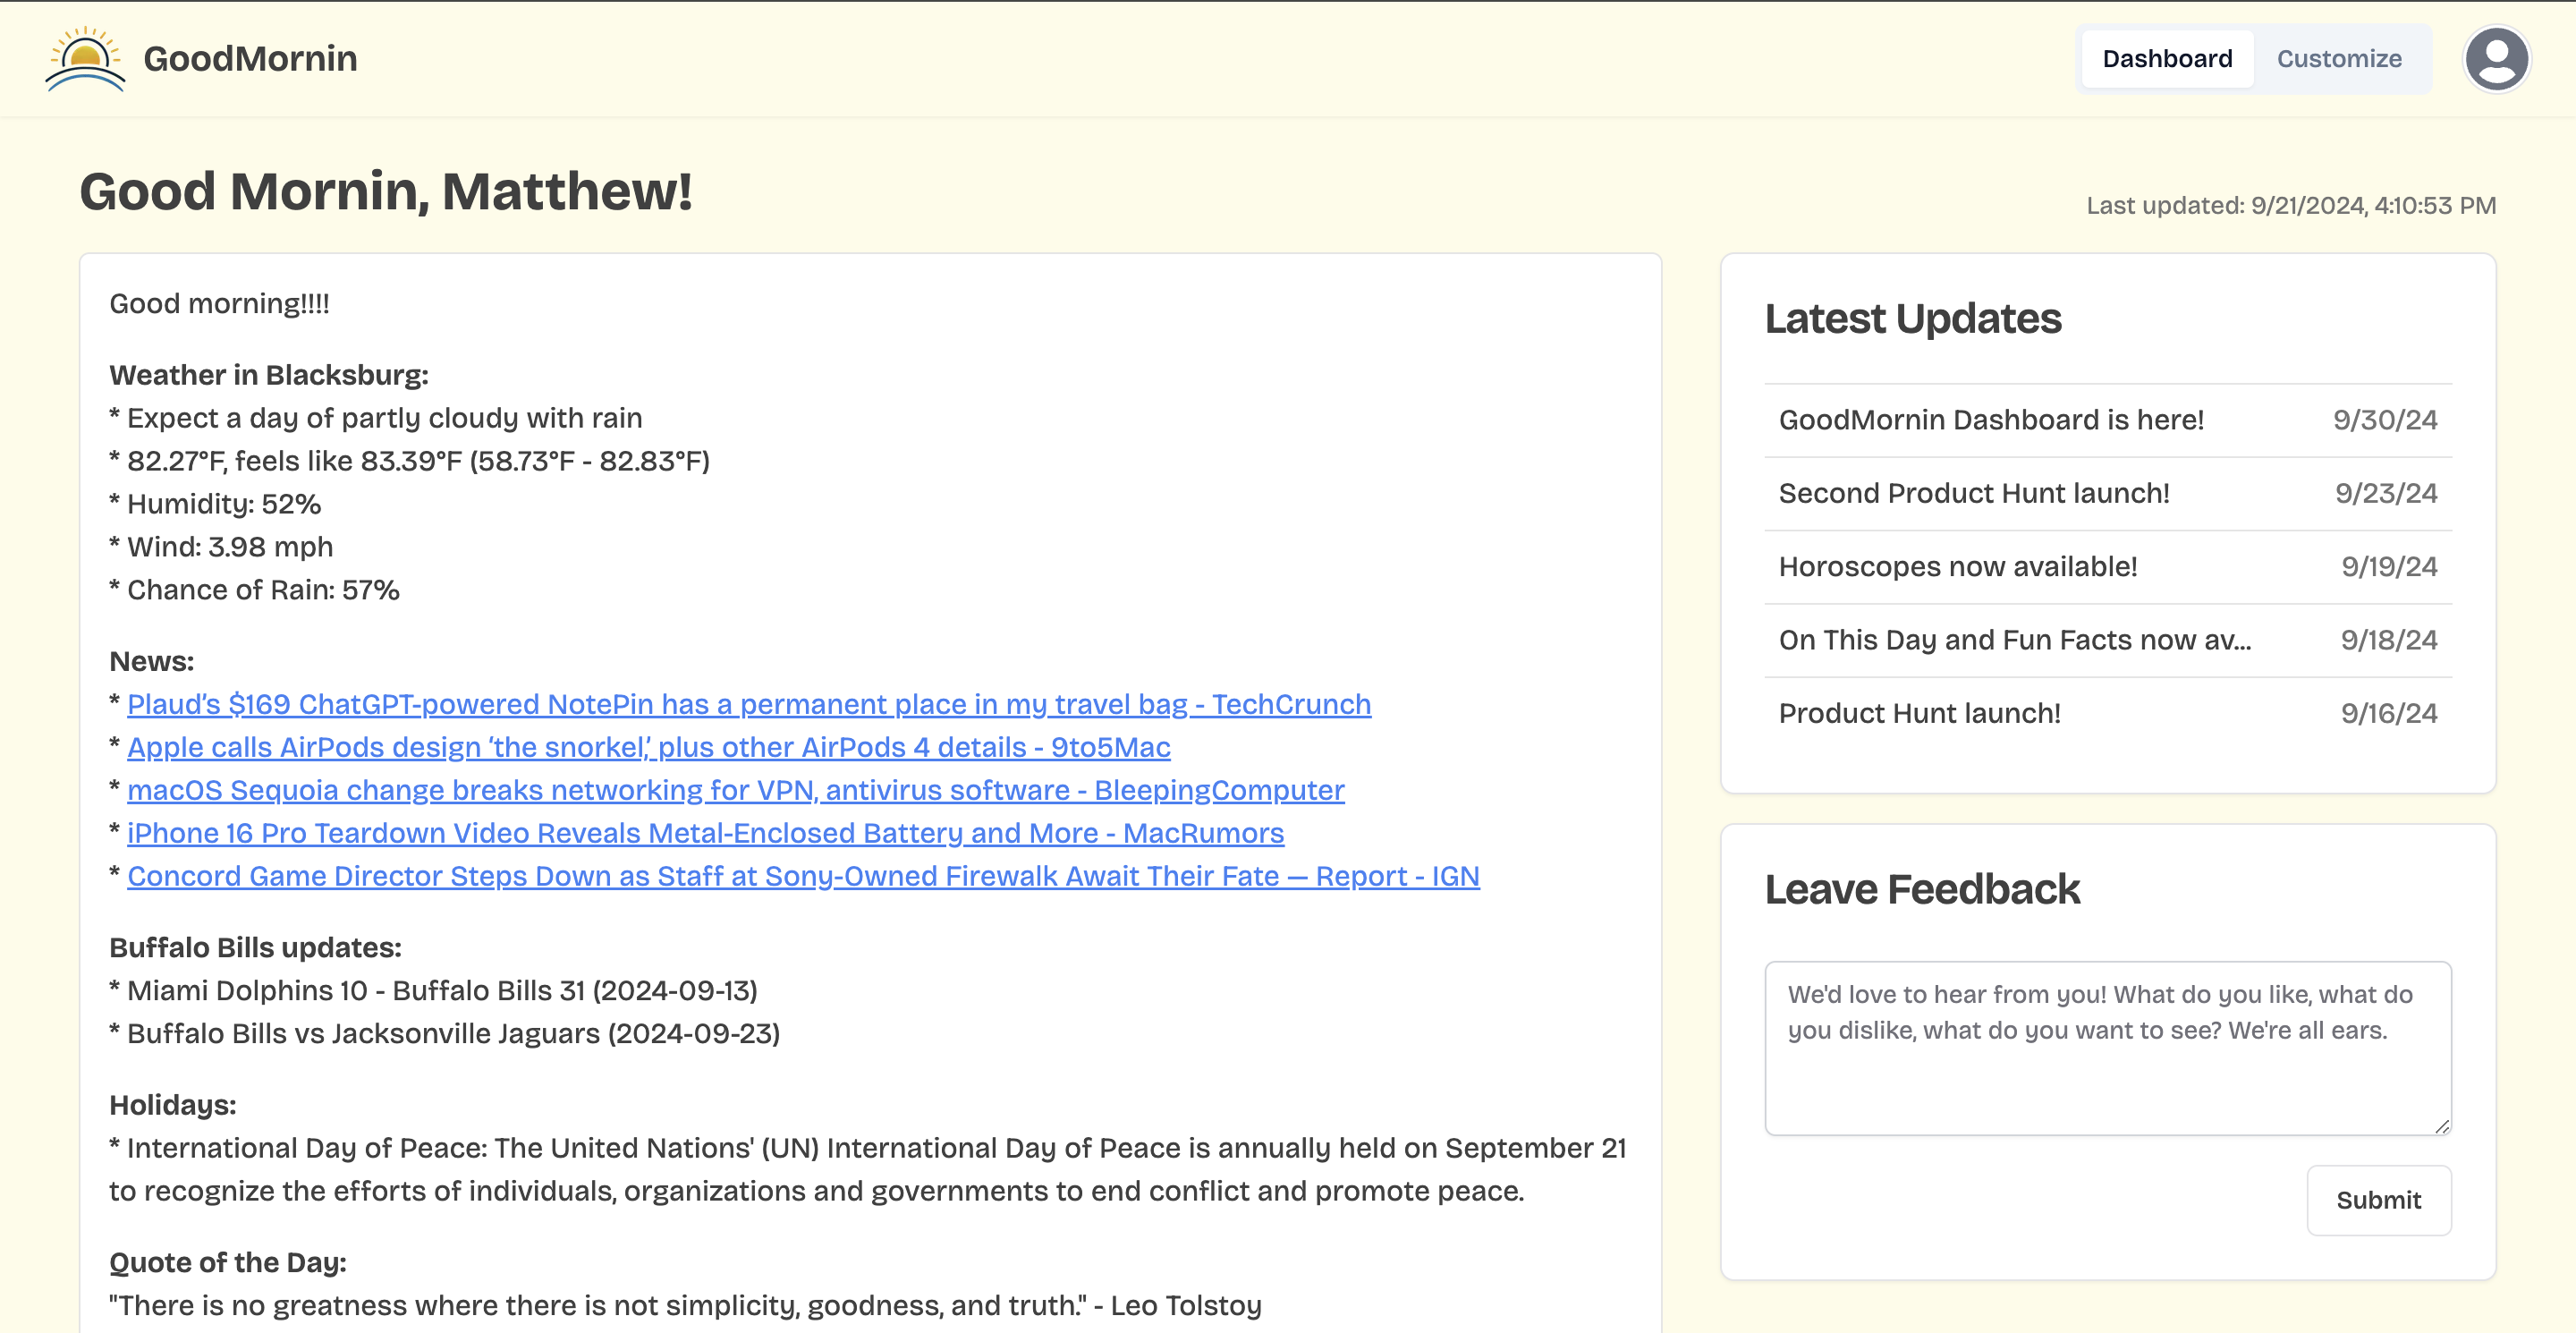 GoodMornin
Dashboard
Customize
Good Mornin, Matthew!
Last updated: 9/21/2024, 4:10:53 PM
Good morning!!!!
Weather in Blacksburg:
* Expect a day of partly cloudy with rain
* 82.27°F, feels like 83.39°F (58.73°F - 82.83°F)
* Humidity: 52%
* Wind: 3.98 mph
* Chance of Rain: 57%
News:
* Plaud’s $169 ChatGPT-powered NotePin has a permanent place in my travel bag - TechCrunch
* Apple calls AirPods design ‘the snorkel,’ plus other AirPods 4 details - 9to5Mac
* macOS Sequoia change breaks networking for VPN, antivirus software - BleepingComputer
* iPhone 16 Pro Teardown Video Reveals Metal-Enclosed Battery and More - MacRumors
* Concord Game Director Steps Down as Staff at Sony-Owned Firewalk Await Their Fate — Report - IGN
Buffalo Bills updates:
* Miami Dolphins 10 - Buffalo Bills 31 (2024-09-13)
* Buffalo Bills vs Jacksonville Jaguars (2024-09-23)
Holidays:
* International Day of Peace: The United Nations' (UN) International Day of Peace is annually held on September 21
to recognize the efforts of individuals, organizations and governments to end conflict and promote peace.
Quote of the Day:
"There is no greatness where there is not simplicity, goodness, and truth." - Leo Tolstoy
Latest Updates
GoodMornin Dashboard is here! 9/30/24
Second Product Hunt launch! 9/23/24
Horoscopes now available! 9/19/24
On This Day and Fun Facts now av... 9/18/24
Product Hunt launch! 9/16/24
Leave Feedback
We'd love to hear from you! What do you like, what do
you dislike, what do you want to see? We're all ears.
Submit